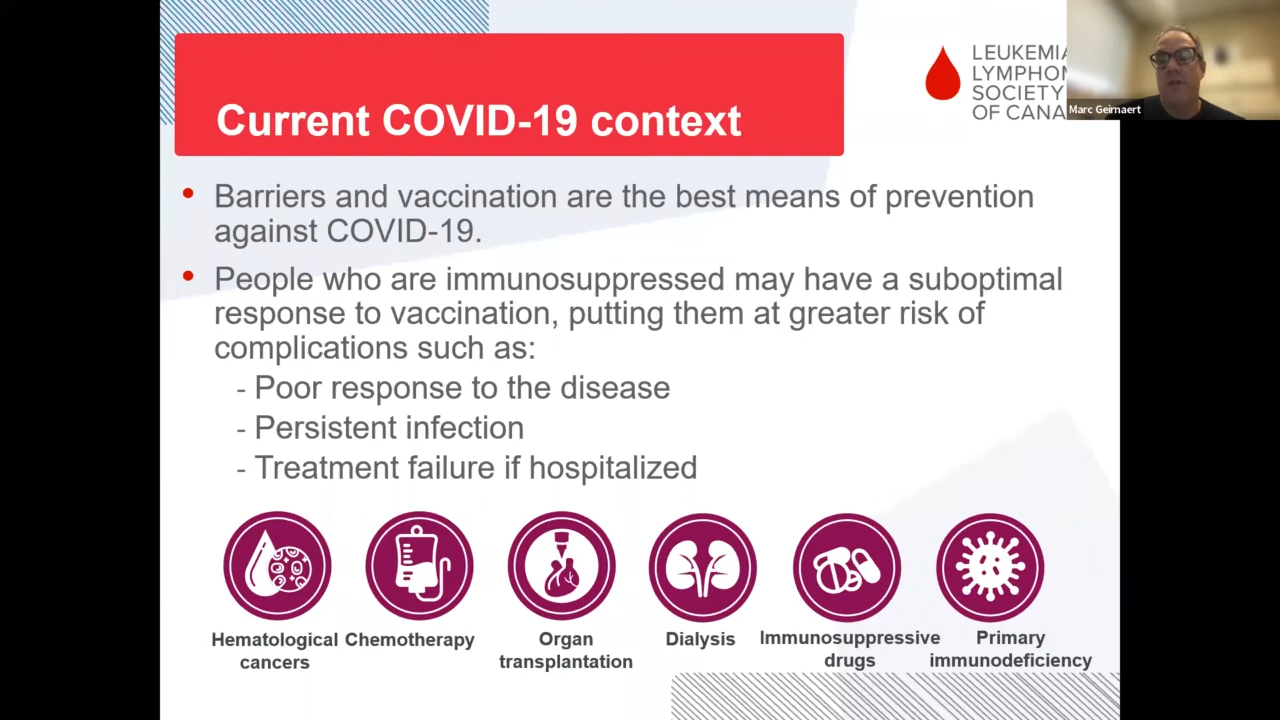 Current COVID-19 context
LEUKEMIA
LYMPHO
SOCIETY
OF CANA
Marc Geirnaert
• Barriers and vaccination are the best means of prevention
against COVID-19.
• People who are immunosuppressed may have a suboptimal
response to vaccination, putting them at greater risk of
complications such as:
- Poor response to the disease
- Persistent infection
- Treatment failure if hospitalized
Hematological
cancers
Chemotherapy
Organ
transplantation
Dialysis
Immunosuppressive
drugs
Primary
immunodeficiency